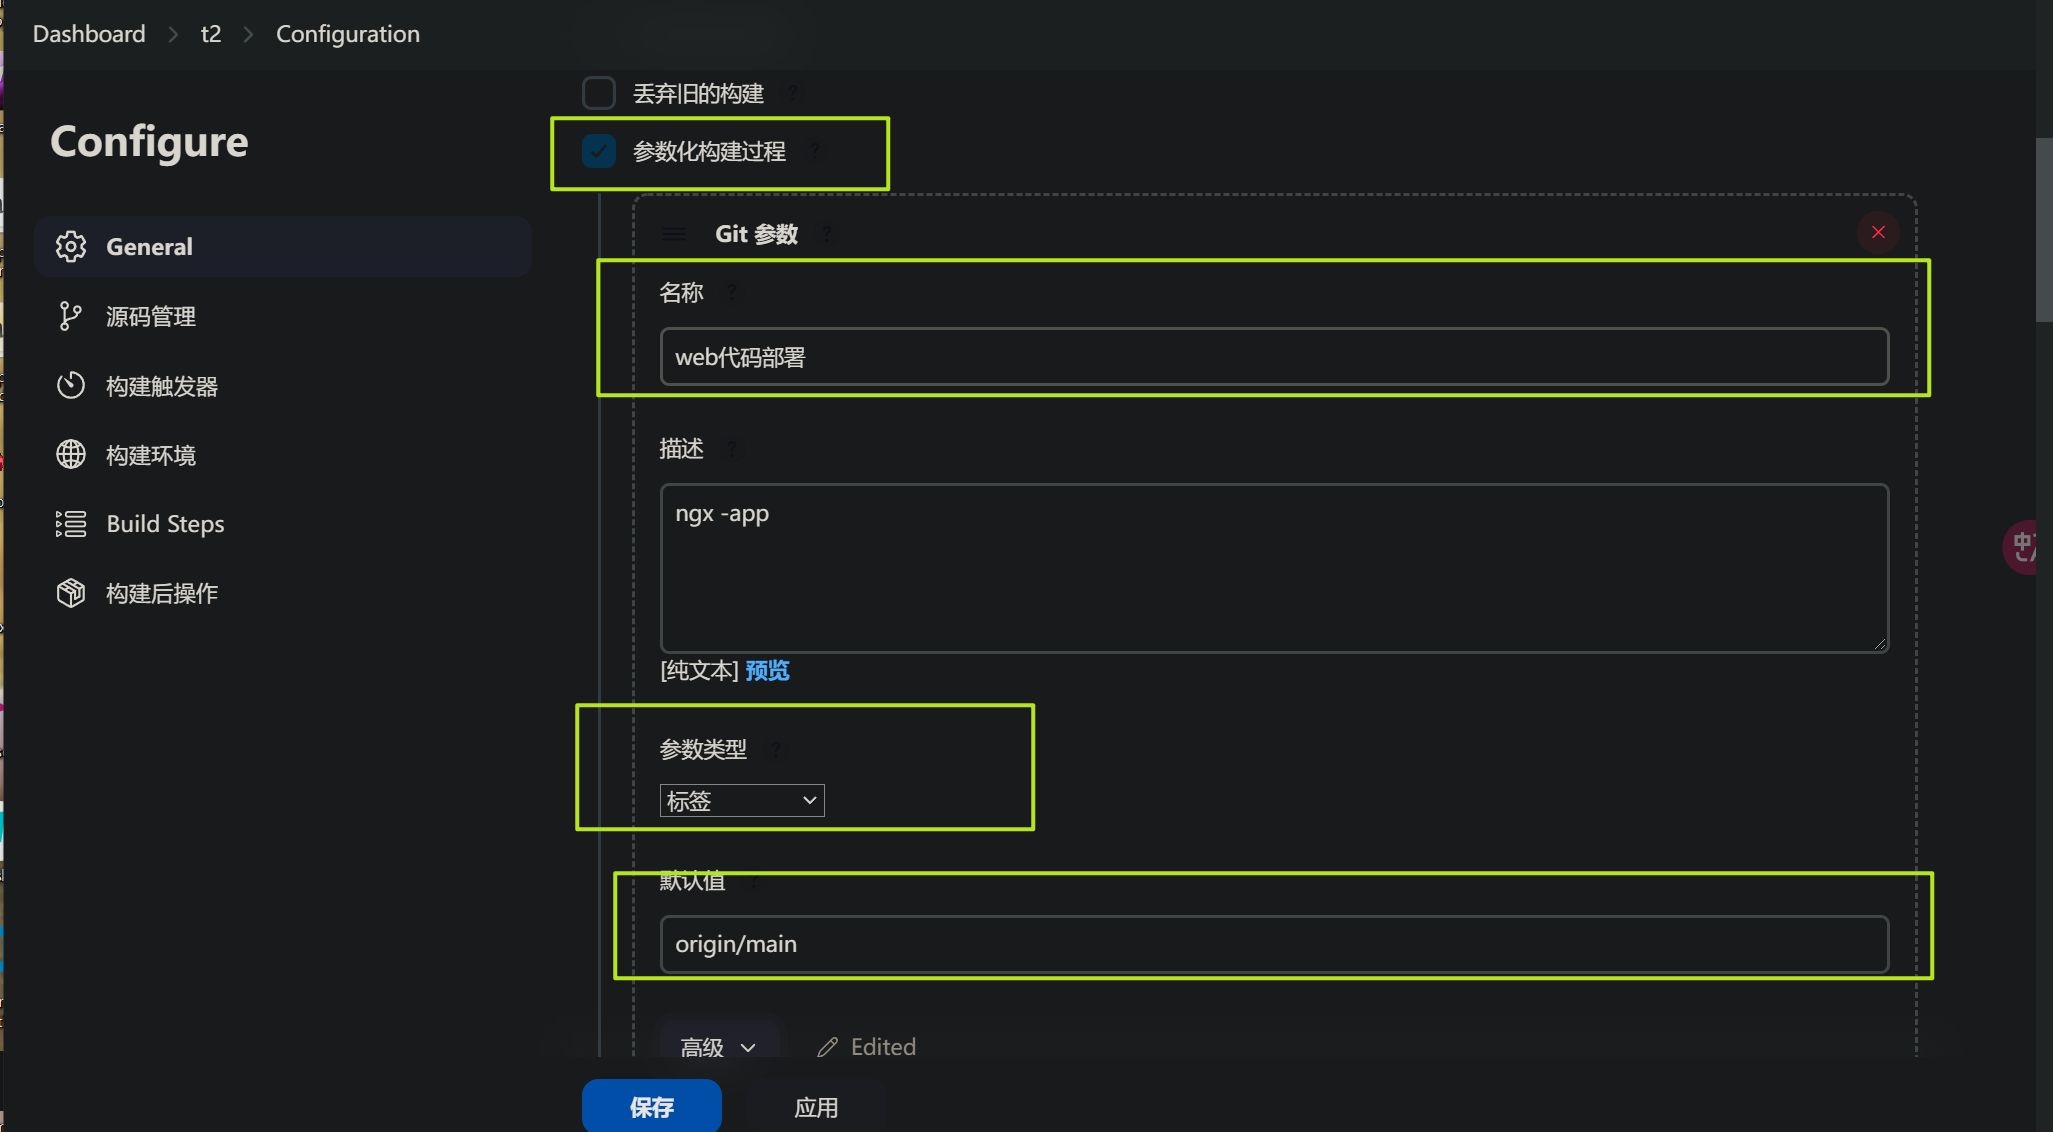 Dashboard > t2 > Configuration
Configure
General
源码管理
构建触发器
构建环境
Build Steps
构建后操作
丢弃旧的构建 ?
参数化构建过程 ?
Git 参数 ?
名称 ?
web代码部署
描述 ?
ngx -app
[纯文本] 预览
参数类型 ?
标签
默认值 ?
origin/main
高级
Edited
保存
应用